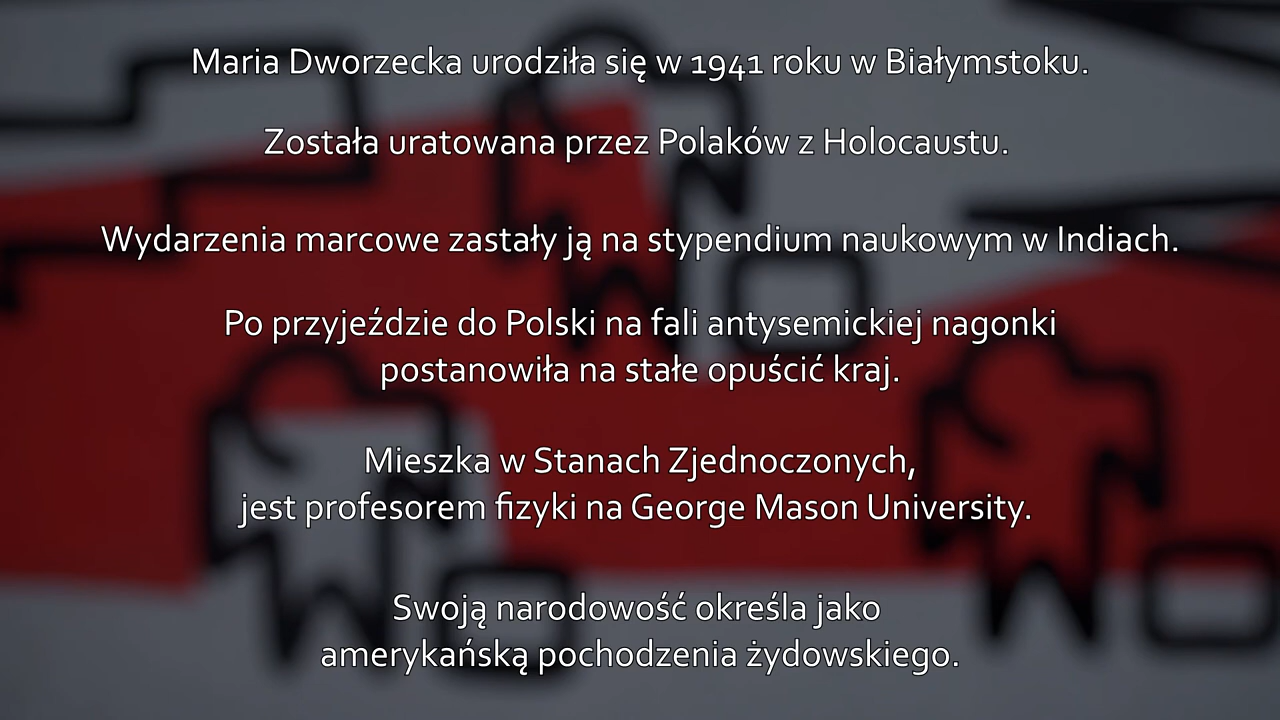 Maria Dworzecka urodziła się w 1941 roku w Białymstoku.
Została uratowana przez Polaków z Holocaustu.
Wydarzenia marcowe zastały ją na stypendium naukowym w Indiach.
Po przyjeździe do Polski na fali antysemickiej nagonki
postanowiła na stałe opuścić kraj.
Mieszka w Stanach Zjednoczonych,
jest profesorem fizyki na George Mason University.
Swoją narodowość określa jako
amerykańską pochodzenia żydowskiego.